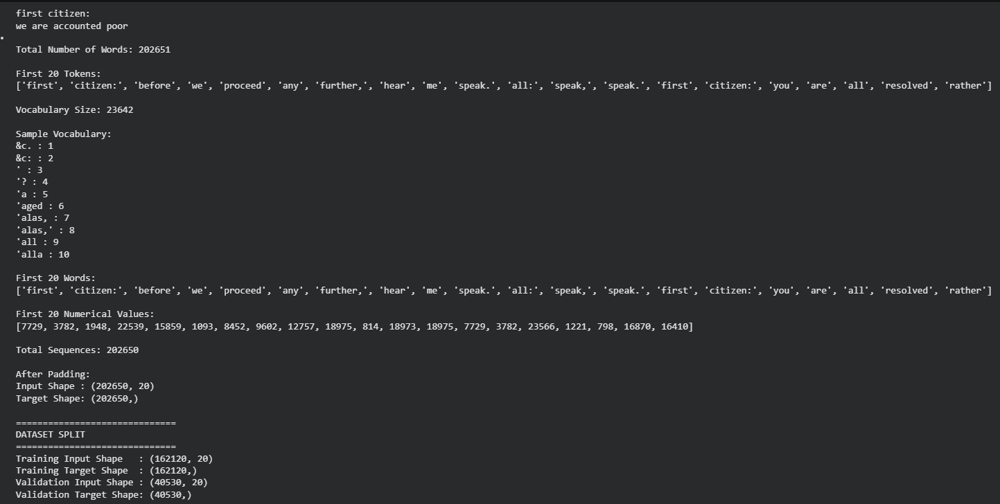 first citizen:
we are accounted poor
Total Number of Words: 202651
First 20 Tokens:
['first', 'citizen:', 'before', 'we', 'proceed', 'any', 'further,', 'hear', 'me', 'speak.', 'all:', 'speak,', 'speak.', 'first', 'citizen:', 'you', 'are', 'all', 'resolved', 'rather']
Vocabulary Size: 23642
Sample Vocabulary:
&c. : 1
&c: : 2
' : 3
'? : 4
'a : 5
'aged : 6
'alas, : 7
'alas,' : 8
'all : 9
'alla : 10
First 20 Words:
['first', 'citizen:', 'before', 'we', 'proceed', 'any', 'further,', 'hear', 'me', 'speak.', 'all:', 'speak,', 'speak.', 'first', 'citizen:', 'you', 'are', 'all', 'resolved', 'rather']
First 20 Numerical Values:
[7729, 3782, 1948, 22539, 15859, 1093, 8452, 9602, 12757, 18975, 814, 18973, 18975, 7729, 3782, 23566, 1221, 798, 16870, 16410]
Total Sequences: 202650
After Padding:
Input Shape : (202650, 20)
Target Shape: (202650,)
==============================
DATASET SPLIT
==============================
Training Input Shape   : (162120, 20)
Training Target Shape  : (162120,)
Validation Input Shape : (40530, 20)
Validation Target Shape: (40530,)